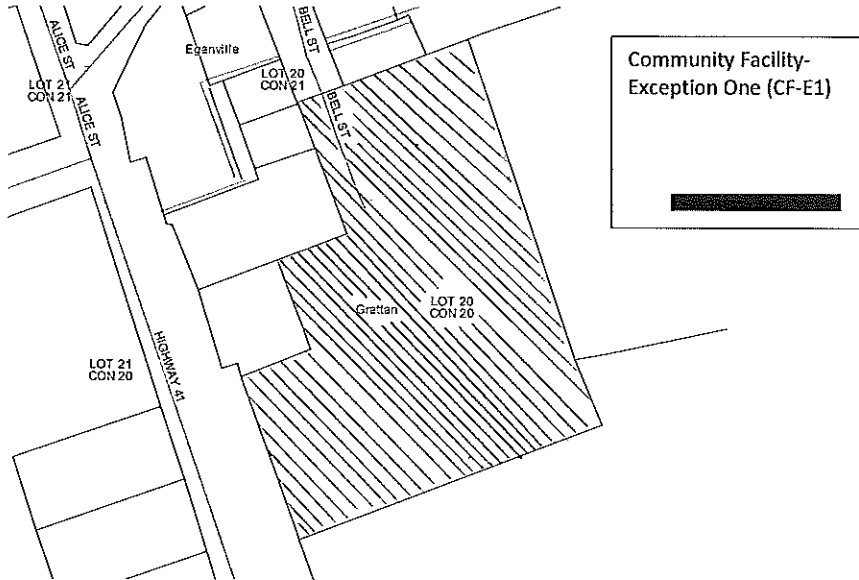 ALICE ST
Eganville
BELL ST
LOT 20
CON 21
LOT 21
CON 21
ALICE ST
BELL ST
Community Facility-
Exception One (CF-E1)
Grattan
LOT 20
CON 20
HIGHWAY 41
LOT 21
CON 20